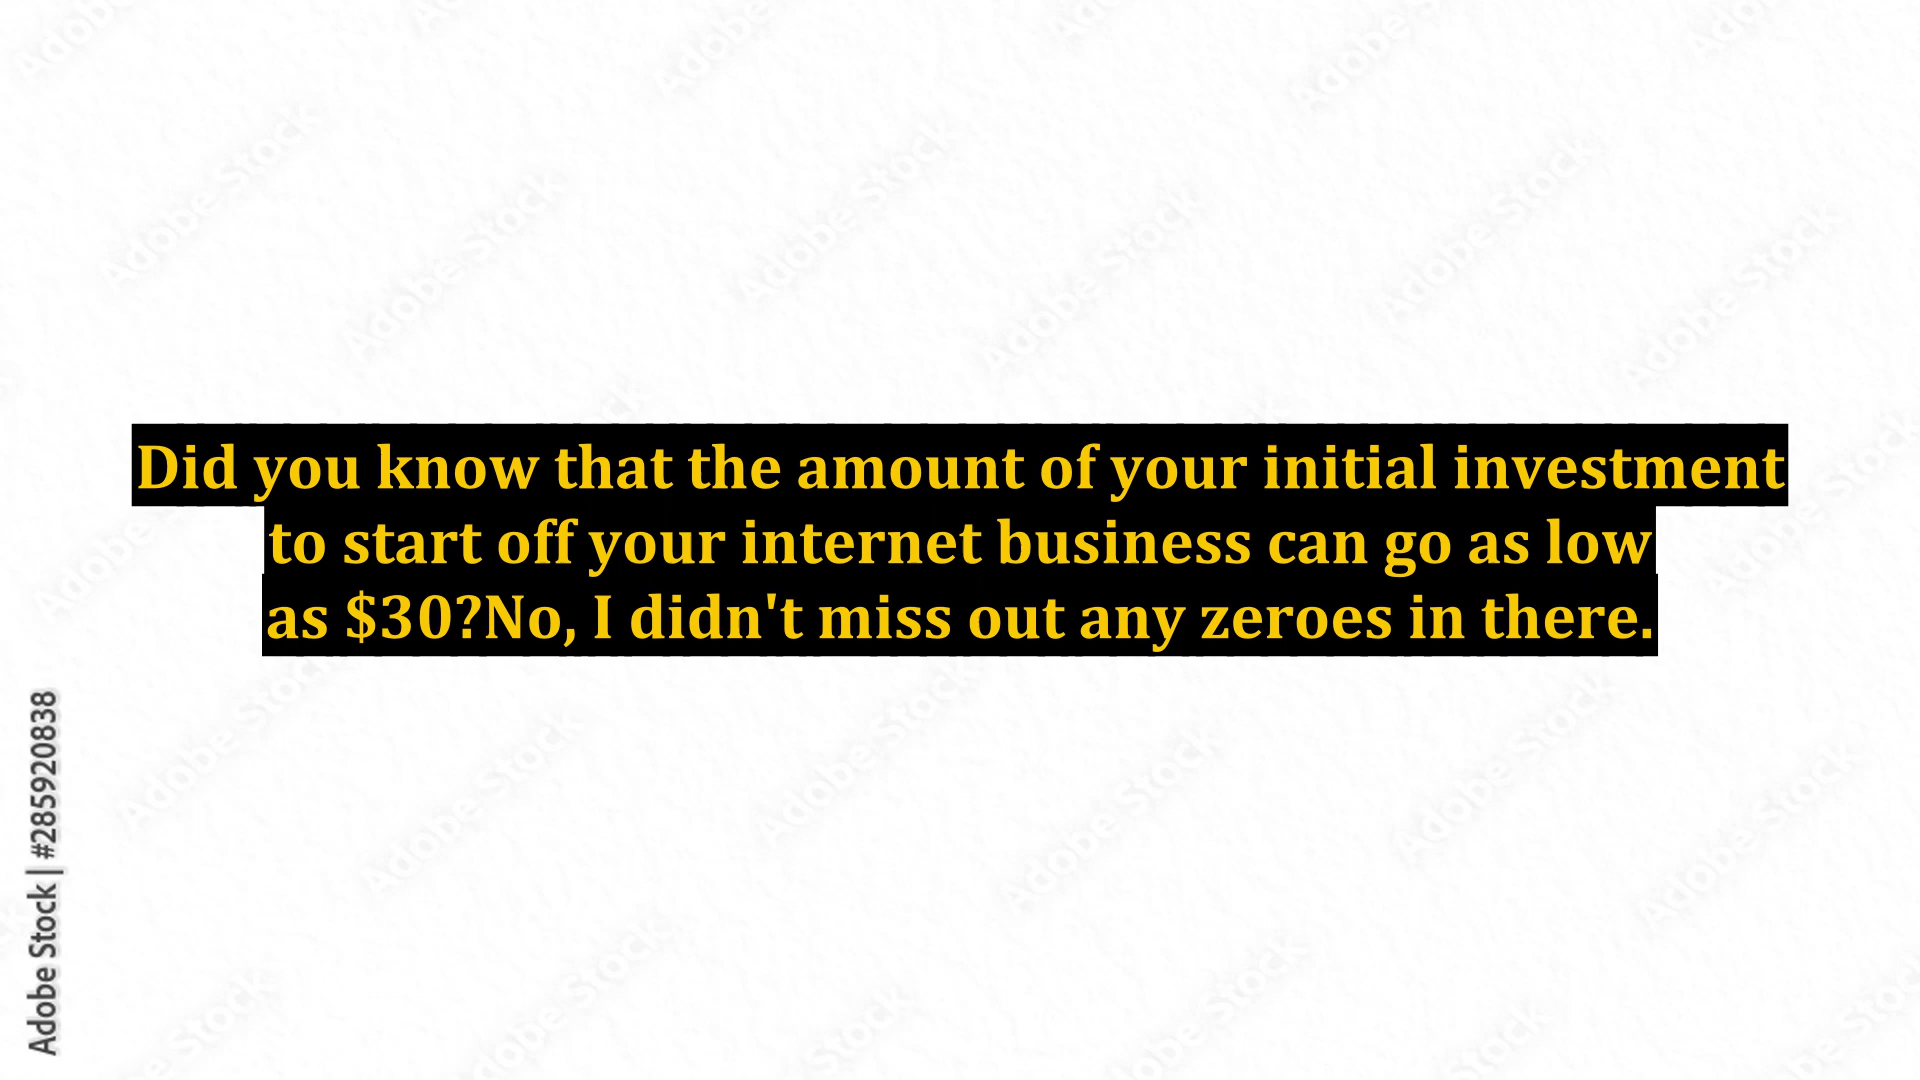 Did you know that the amount of your initial investment
to start off your internet business can go as low
as $30?No, I didn't miss out any zeroes in there.
Adobe Stock | #285920838